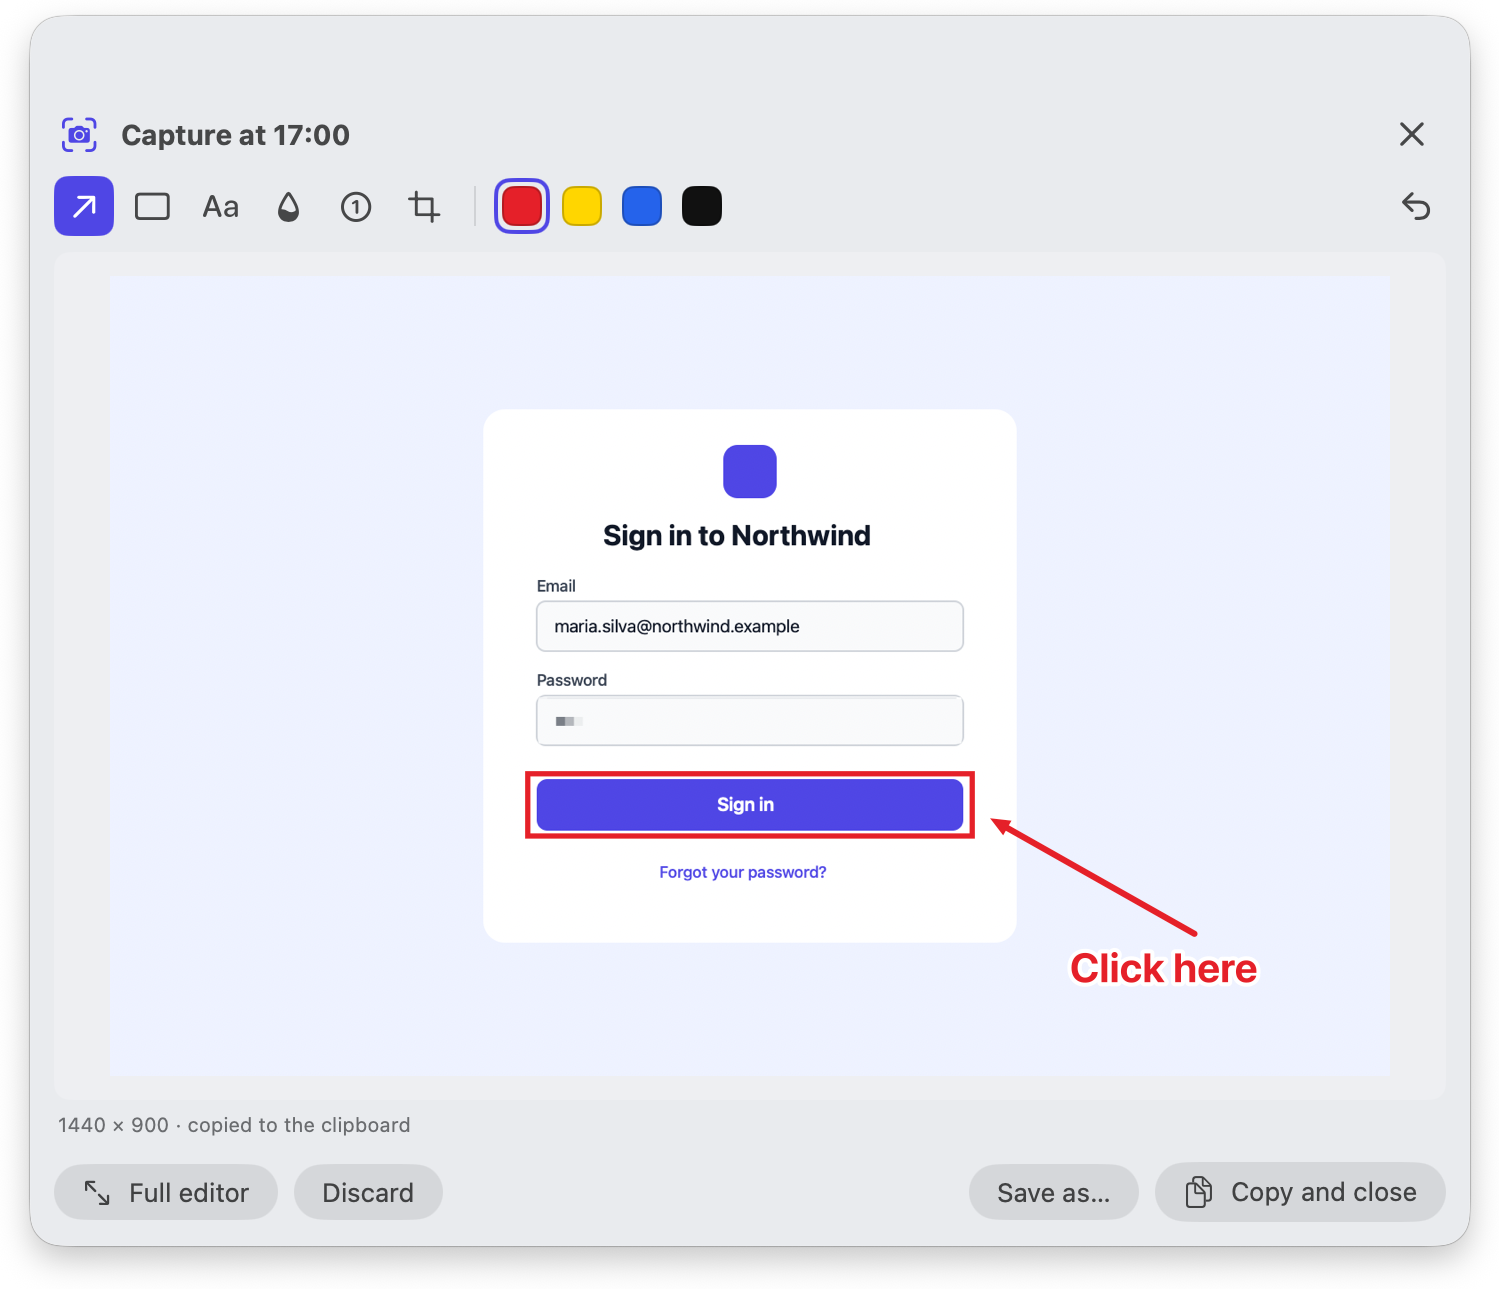 Capture at 17:00
Aa
1
Sign in to Northwind
Email
maria.silva@northwind.example
Password
Sign in
Forgot your password?
Click here
1440 × 900 · copied to the clipboard
Full editor
Discard
Save as...
Copy and close